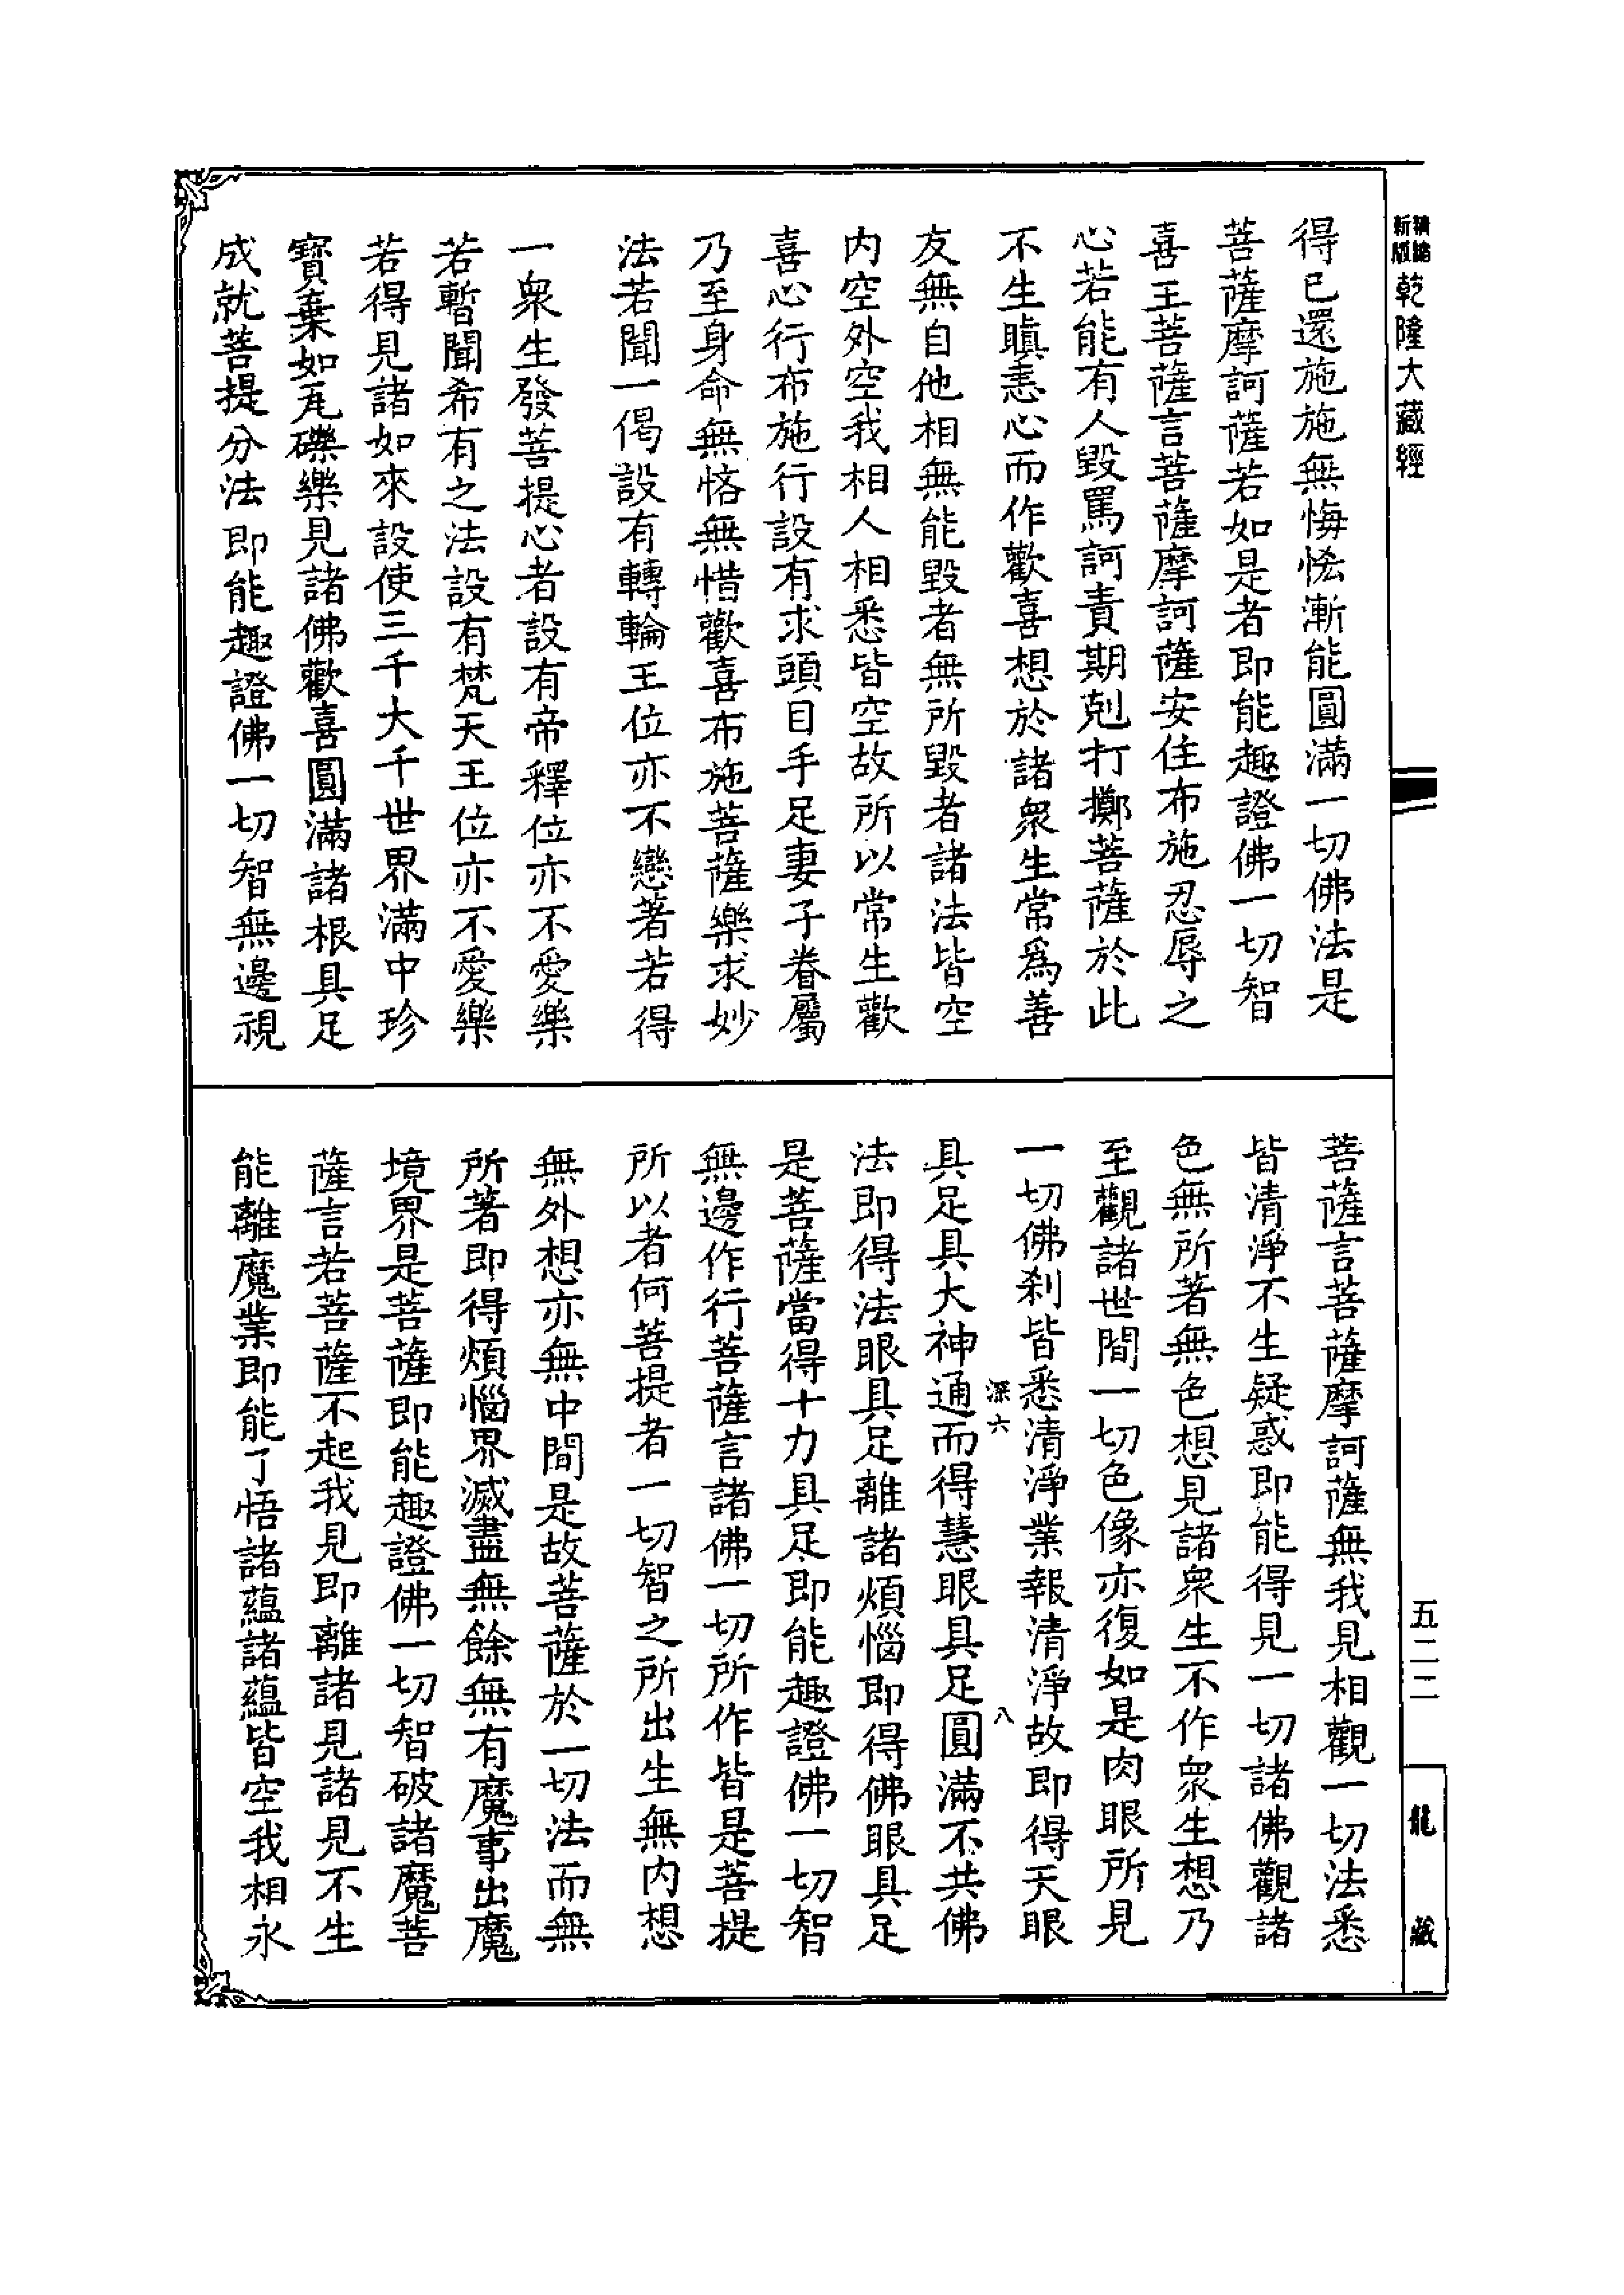 新版
精縮
乾隆大藏經
得已還施施無悔恡漸能圓滿一切佛法是
菩薩摩訶薩若如是者即能趣證佛一切智
喜王菩薩言菩薩摩訶薩安住布施忍辱之
心若能有人毀罵訶責期剋打擲菩薩於此
不生瞋恚心而作歡喜想於諸衆生常爲善
友無自他相無能毀者無所毀者諸法皆空
内空外空我相人相悉皆空故所以常生歡
喜心行布施行設有求頭目手足妻子眷屬
乃至身命無悋無惜歡喜布施菩薩樂求妙
法若聞一偈設有轉輪王位亦不戀著若得
一衆生發菩提心者設有帝釋位亦不愛樂
若暫聞希有之法設有梵天王位亦不愛樂
若得見諸如來設使三千大千世界滿中珍
寶棄如瓦礫樂見諸佛歡喜圓滿諸根具足
成就菩提分法即能趣證佛一切智無邊視
菩薩言菩薩摩訶薩無我見相觀一切法悉
皆清淨不生疑惑即能得見一切諸佛觀諸
色無所著無色想見諸衆生不作衆生想乃
至觀諸世間一切色像亦復如是肉眼所見
一切佛刹皆悉清淨業報清淨故即得天眼
深六 八
具足具大神通而得慧眼具足圓滿不共佛
法即得法眼具足離諸煩惱即得佛眼具足
是菩薩當得十力具足即能趣證佛一切智
無邊作行菩薩言諸佛一切所作皆是菩提
所以者何菩提者一切智之所出生無内想
無外想亦無中間是故菩薩於一切法而無
所著即得煩惱界滅盡無餘無有魔事出魔
境界是菩薩即能趣證佛一切智破諸魔菩
薩言若菩薩不起我見即離諸見諸見不生
能離魔業即能了悟諸蘊諸蘊皆空我相永
五二二
龍藏